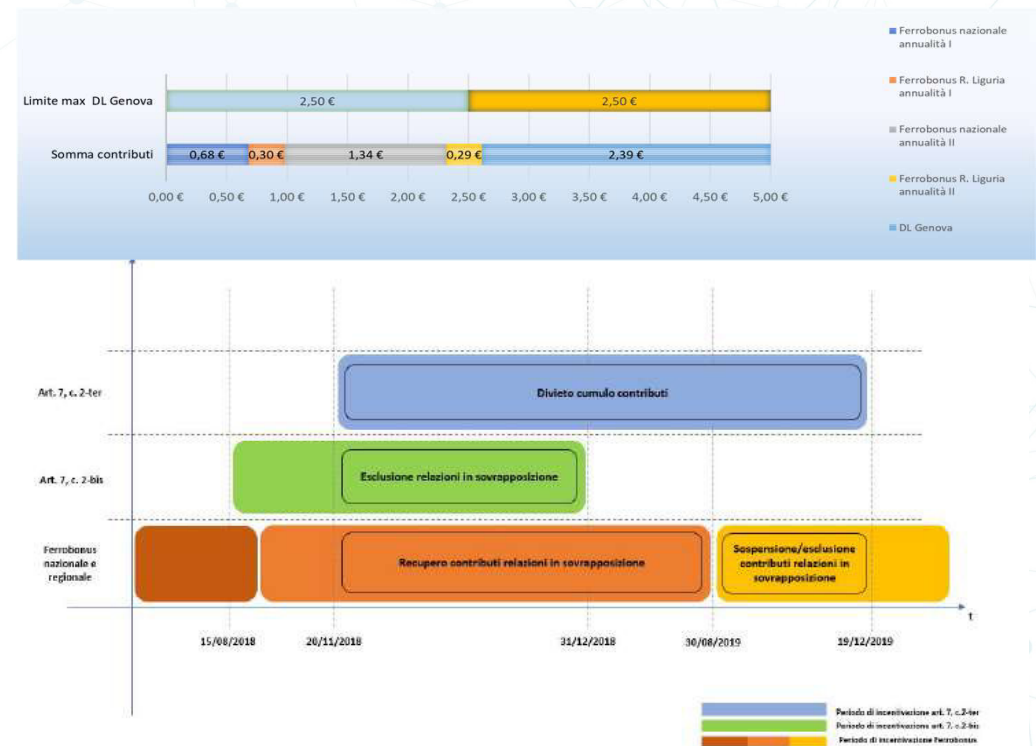 Ferrobonus nazionale
annualità I
Ferrobonus R. Liguria
annualità I
Ferrobonus nazionale
annualità II
Ferrobonus R. Liguria
annualità II
DL Genova
Limite max DL Genova
2,50 €
2,50 €
Somma contributi
0,68 €
0,30 €
1,34 €
0,29 €
2,39 €
0,00 €
0,50 €
1,00 €
1,50 €
2,00 €
2,50 €
3,00 €
3,50 €
4,00 €
4,50 €
5,00 €
Art. 7, c. 2-ter
Divieto cumulo contributi
Art. 7, c. 2-bis
Esclusione relazioni in sovrapposizione
Ferrobonus
nazionale e
regionale
Recupero contributi relazioni in sovrapposizione
Sospensione/esclusione
contributi relazioni in
sovrapposizione
t
15/08/2018
20/11/2018
31/12/2018
30/08/2019
19/12/2019
Periodo di incentivazione art. 7, c.2-ter
Periodo di incentivazione art. 7, c.2-bis
Periodo di incentivazione Ferrobonus